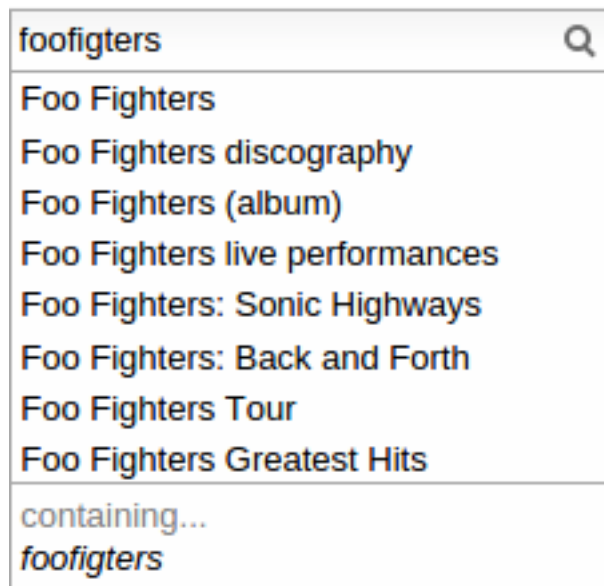 foofigters
Foo Fighters
Foo Fighters discography
Foo Fighters (album)
Foo Fighters live performances
Foo Fighters: Sonic Highways
Foo Fighters: Back and Forth
Foo Fighters Tour
Foo Fighters Greatest Hits
containing...
foofigters